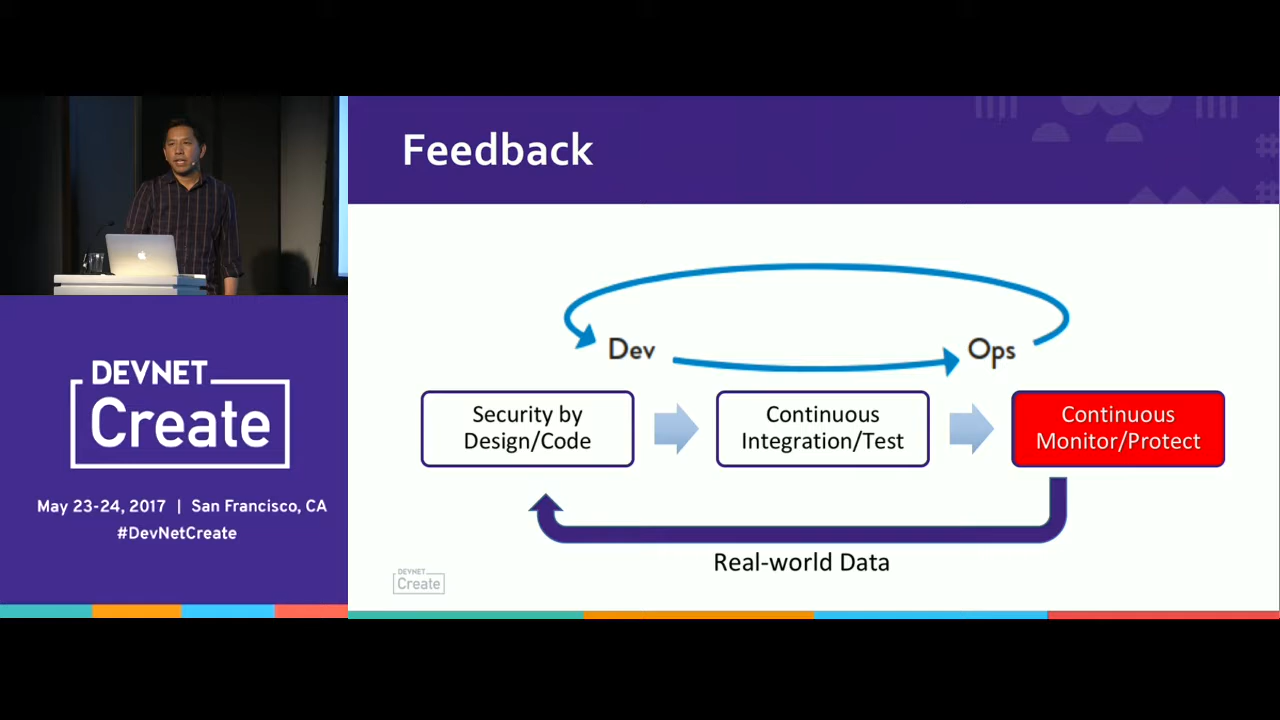 Feedback
Dev
Ops
Security by
Design/Code
Continuous
Integration/Test
Continuous
Monitor/Protect
Real-world Data
DEVNET
Create
DEVNET
Create
May 23-24, 2017 | San Francisco, CA
#DevNetCreate